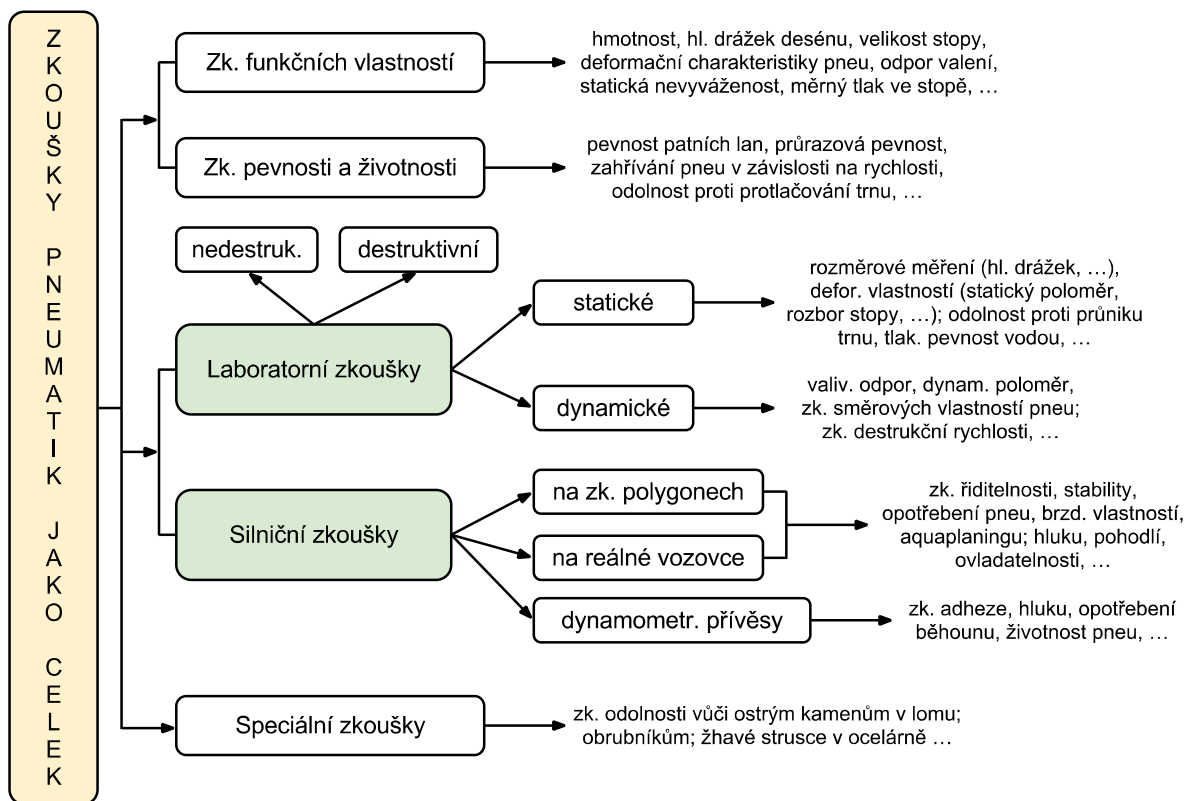 ZKOUŠKY PNEUMATIK JAKO CELEK
Zk. funkčních vlastností
hmotnost, hl. drážek desénu, velikost stopy,
deformační charakteristiky pneu, odpor valení,
statická nevyváženost, měrný tlak ve stopě, …
Zk. pevnosti a životnosti
pevnost patních lan, průrazová pevnost,
zahřívání pneu v závislosti na rychlosti,
odolnost proti protlačování trnu, …
nedestruk.
destruktivní
Laboratorní zkoušky
statické
rozměrové měření (hl. drážek, …),
defor. vlastností (statický poloměr,
rozbor stopy, …); odolnost proti průniku
trnu, tlak. pevnost vodou, …
dynamické
valiv. odpor, dynam. poloměr,
zk. směrových vlastností pneu;
zk. destrukční rychlosti, …
Silniční zkoušky
na zk. polygonech
na reálné vozovce
zk. řiditelnosti, stability,
opotřebení pneu, brzd. vlastností,
aquaplaningu; hluku, pohodlí,
ovladatelnosti, …
dynamometr. přívěsy
zk. adheze, hluku, opotřebení
běhounu, životnost pneu, …
Speciální zkoušky
zk. odolnosti vůči ostrým kamenům v lomu;
obrubníkům; žhavé strusce v ocelárně …